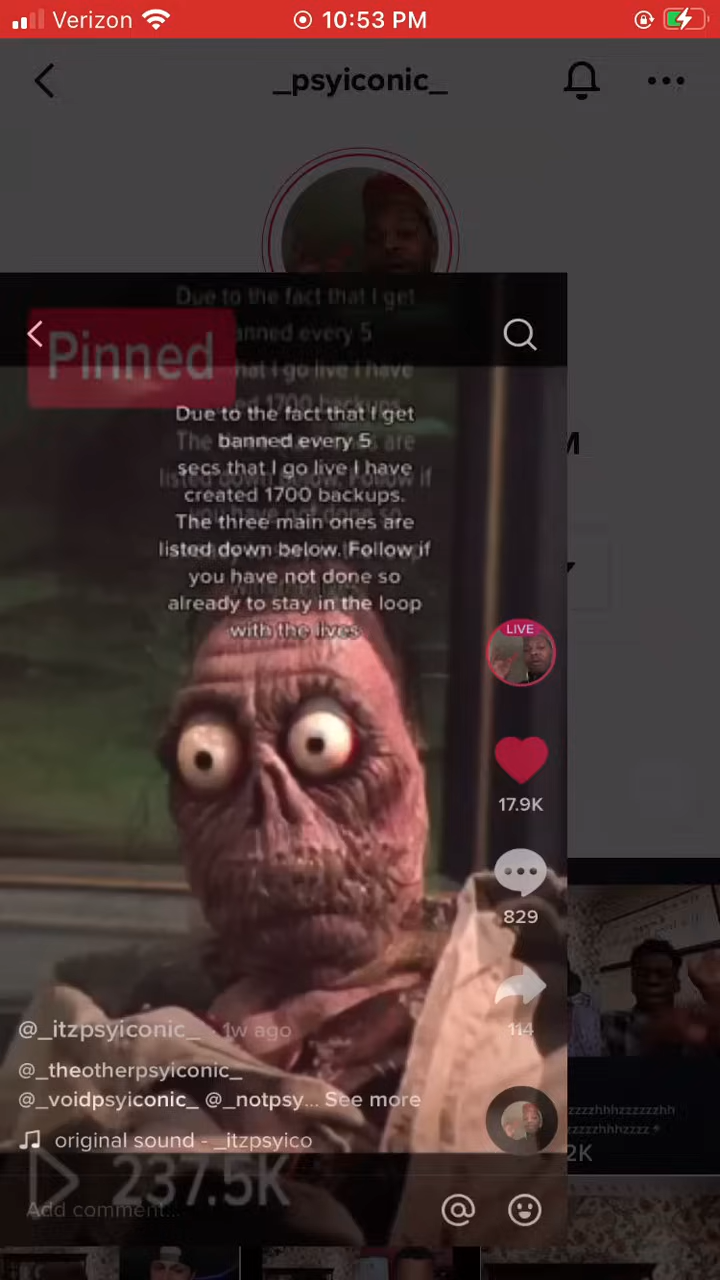 Verizon 10:53 PM
_psyiconic_
Pinned
Due to the fact that I get
banned every 5
secs that I go live I have
created 1700 backups.
The three main ones are
listed down below. Follow if
you have not done so
already to stay in the loop
with the lives
LIVE
17.9K
829
114
@_itzpsyiconic_ · 1w ago
@_theotherpsyiconic_
@_voidpsyiconic_ @_notpsy... See more
original sound - _itzpsyico
237.5K
Add comment...